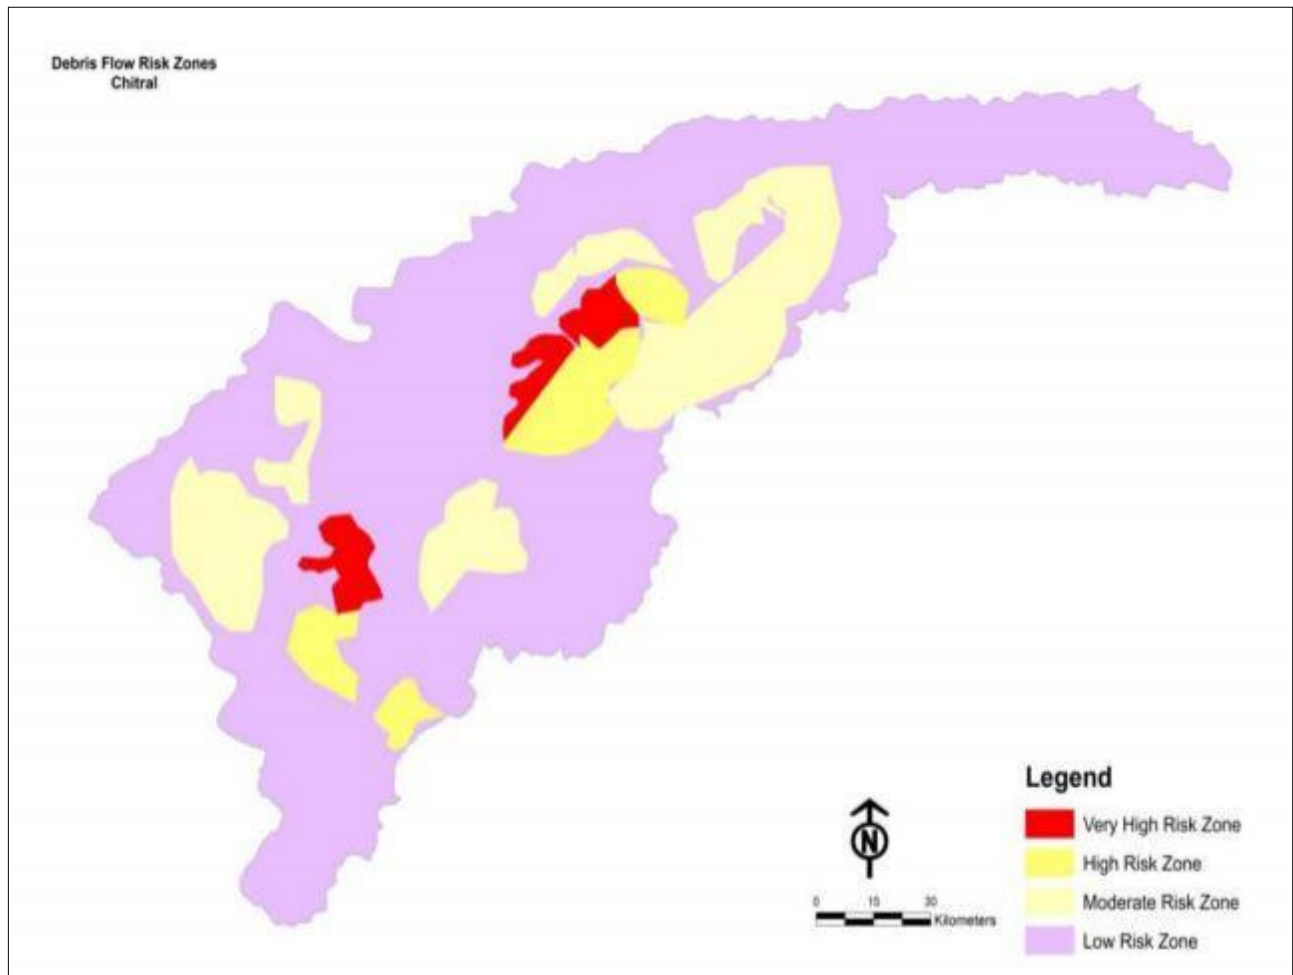 Debris Flow Risk Zones
Chitral
Legend
Very High Risk Zone
High Risk Zone
Moderate Risk Zone
Low Risk Zone
N
0 15 30
Kilometers